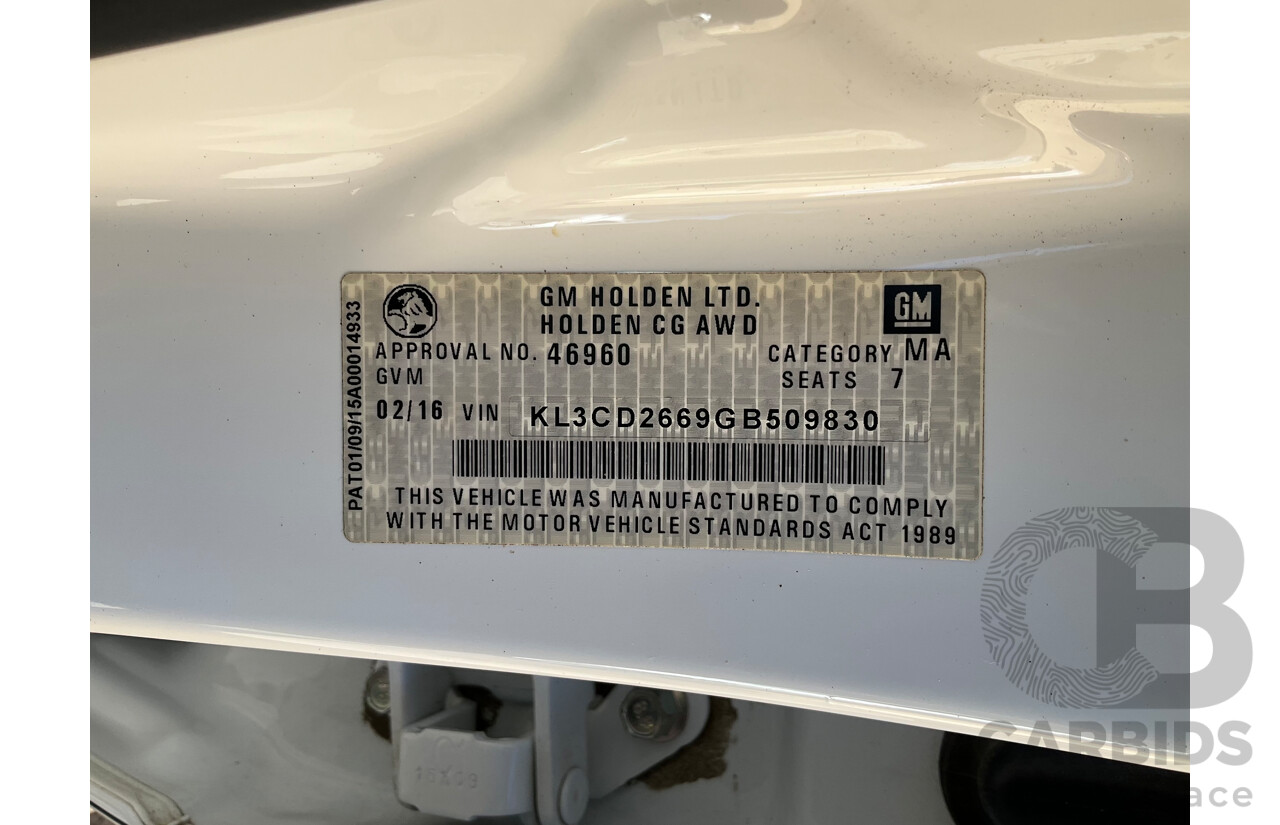 GM HOLDEN LTD.
HOLDEN CG AWD
GM
APPROVAL NO. 46960
CATEGORY MA
GVM
SEATS 7
02/16 VIN KL3CD2669GB509830
THIS VEHICLE WAS MANUFACTURED TO COMPLY
WITH THE MOTOR VEHICLE STANDARDS ACT 1989
PAT01/09/15A00014933
CB
CARBIDS